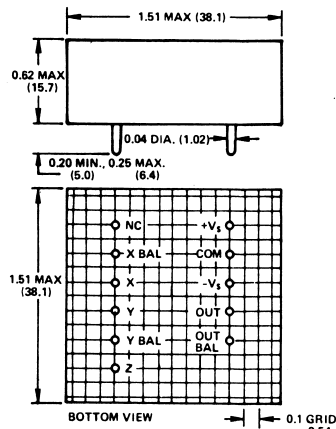 1.51 MAX (38.1)
0.62 MAX
(15.7)
0.04 DIA. (1.02)
0.20 MIN., 0.25 MAX.
(5.0) (6.4)
1.51 MAX
(38.1)
NC +Vs
X BAL COM
X -Vs
Y OUT
Y BAL OUT BAL
Z
BOTTOM VIEW
0.1 GRID